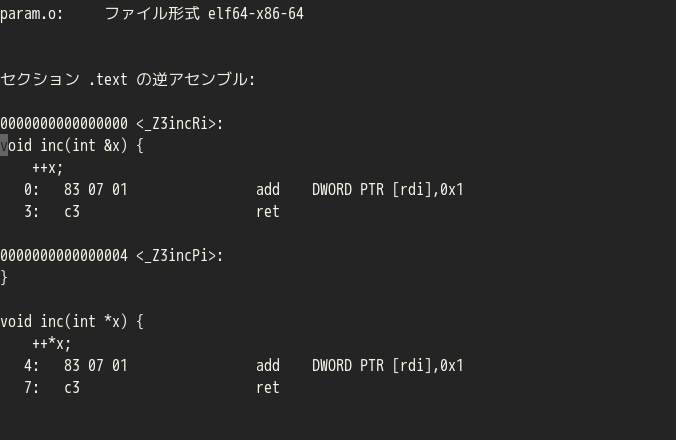 param.o:     ファイル形式 elf64-x86-64
セクション .text の逆アセンブル:
0000000000000000 <_Z3incRi>:
void inc(int &x) {
    ++x;
   0:   83 07 01                add    DWORD PTR [rdi],0x1
   3:   c3                      ret
0000000000000004 <_Z3incPi>:
}
void inc(int *x) {
    ++*x;
   4:   83 07 01                add    DWORD PTR [rdi],0x1
   7:   c3                      ret